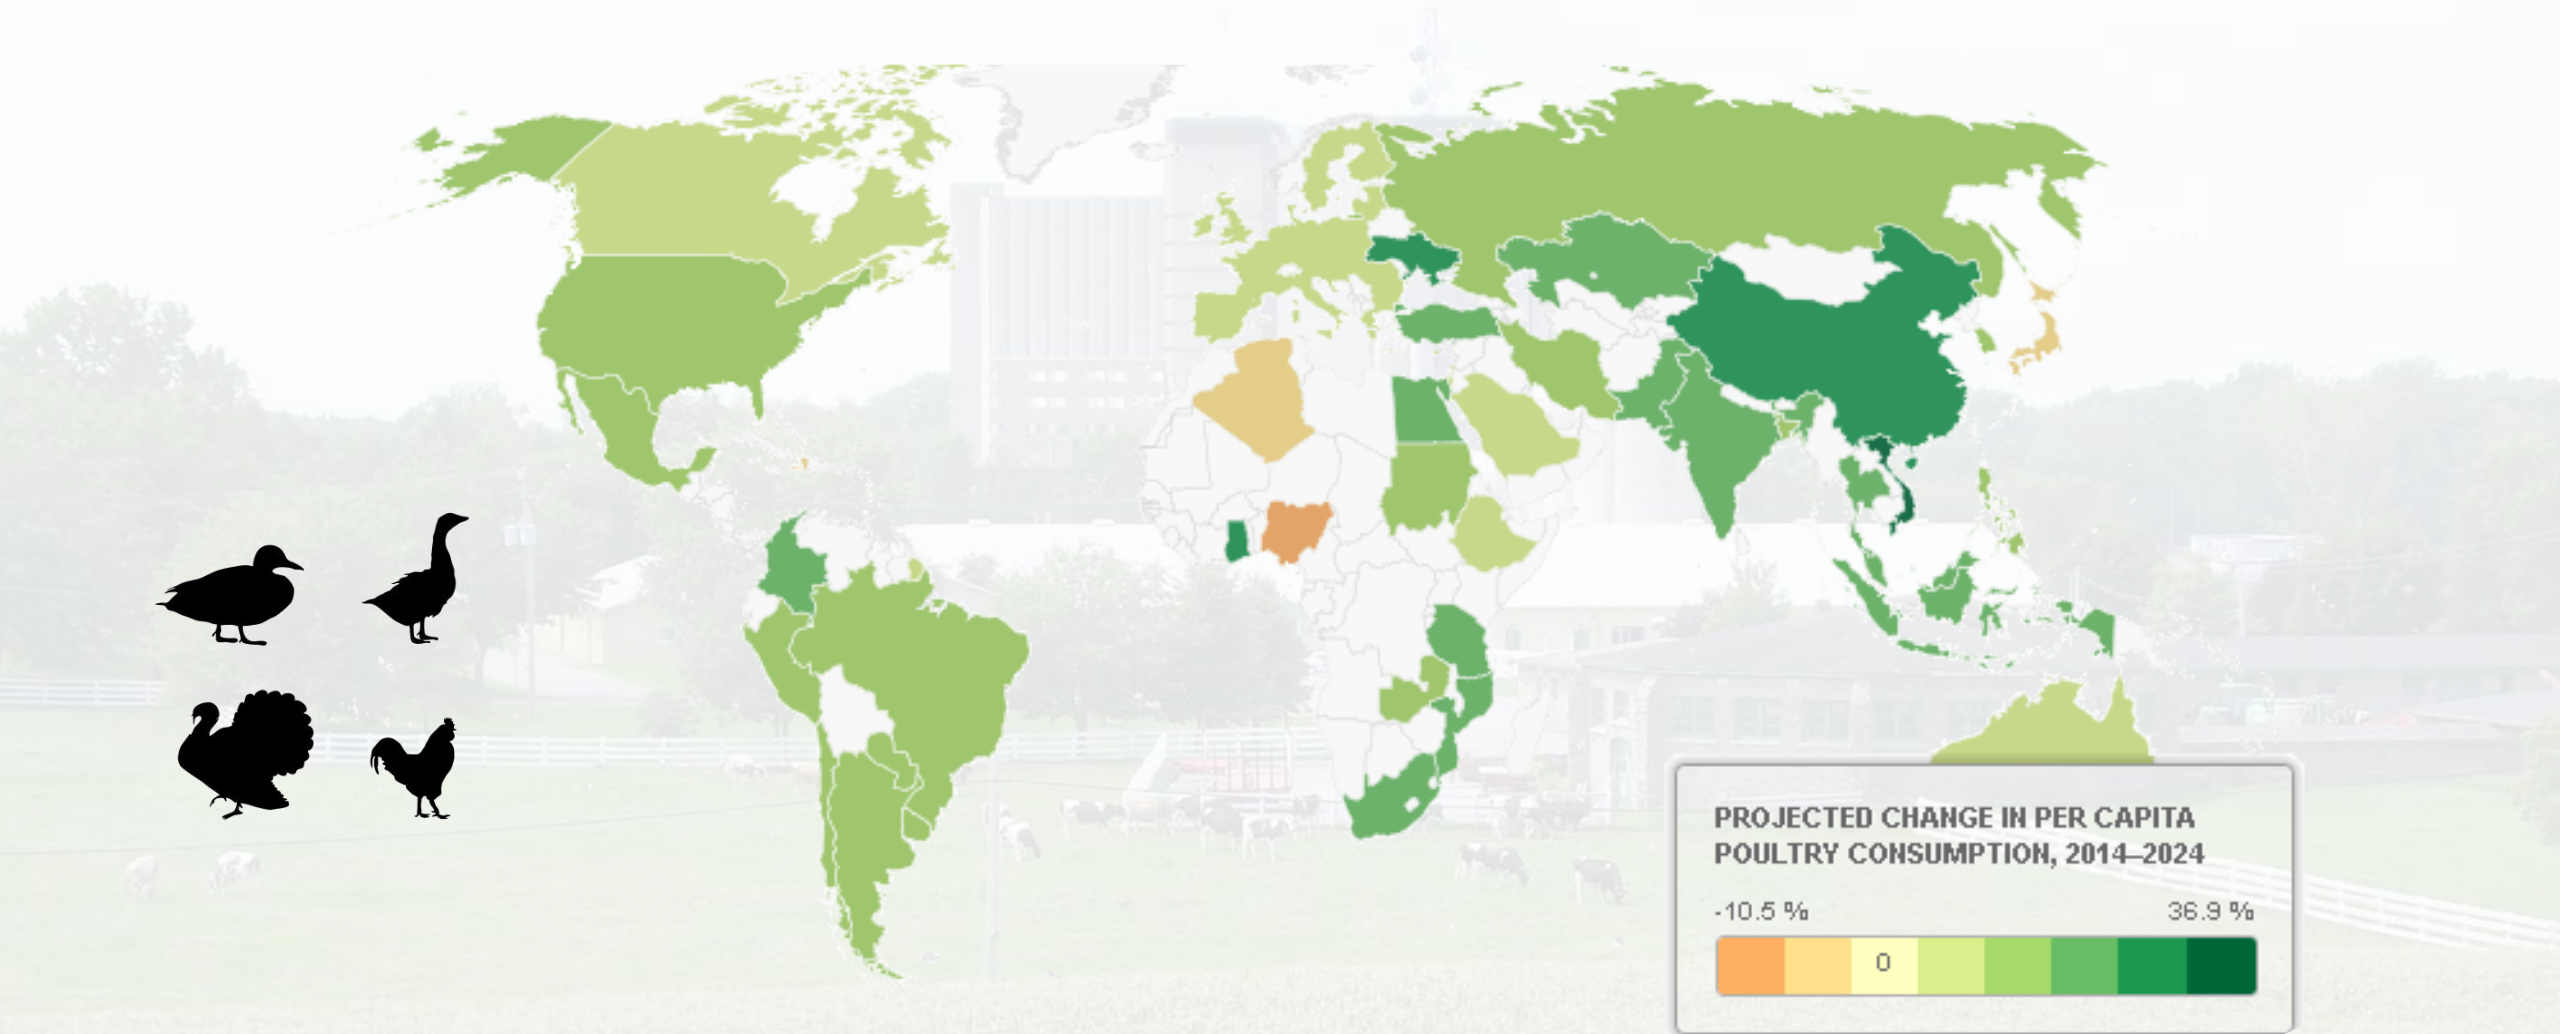 PROJECTED CHANGE IN PER CAPITA
POULTRY CONSUMPTION, 2014–2024
-10.5 % 36.9 %
0